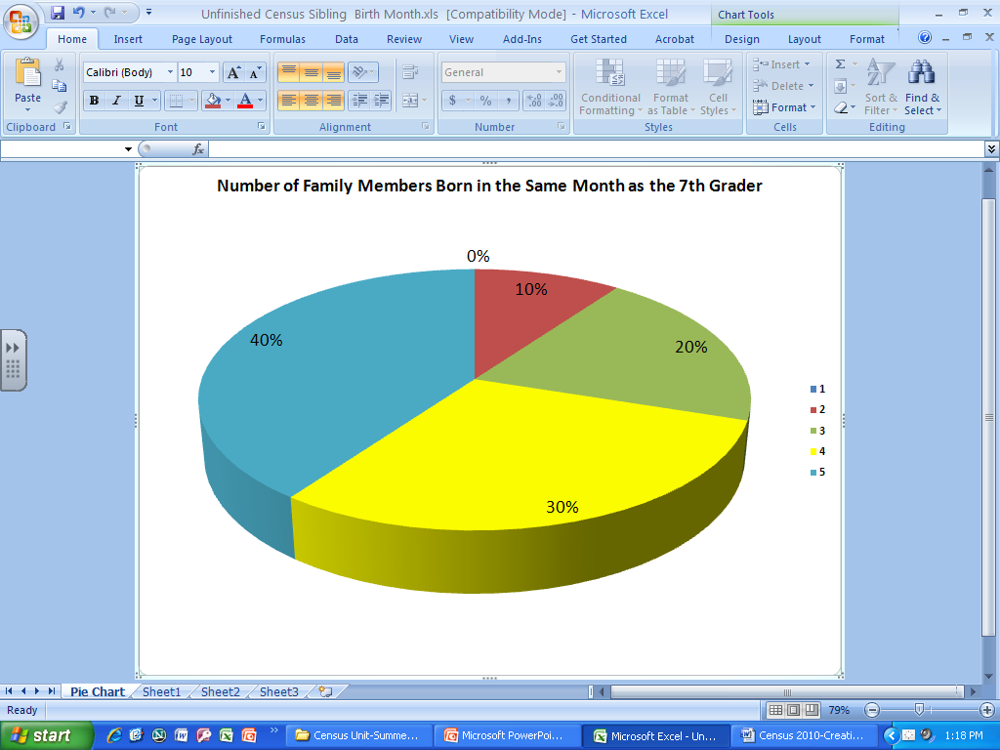 Unfinished Census Sibling Birth Month.xls [Compatibility Mode] - Microsoft Excel
Chart Tools
Home Insert Page Layout Formulas Data Review View Add-Ins Get Started Acrobat Design Layout Format
Paste
Clipboard
Calibri (Body) 10 A A
B I U A
Font
Alignment
General
$ % , .0 .00 .00 .0
Number
Conditional Formatting
Format as Table
Cell Styles
Styles
Insert
Delete
Format
Cells
Σ
Sort & Filter
Find & Select
Editing
fx
Number of Family Members Born in the Same Month as the 7th Grader
0%
10%
20%
30%
40%
1
2
3
4
5
Pie Chart Sheet1 Sheet2 Sheet3
Ready
79%
start
Census Unit-Summe...
Microsoft PowerPoi...
Microsoft Excel - Un...
Census 2010-Creati...
1:18 PM